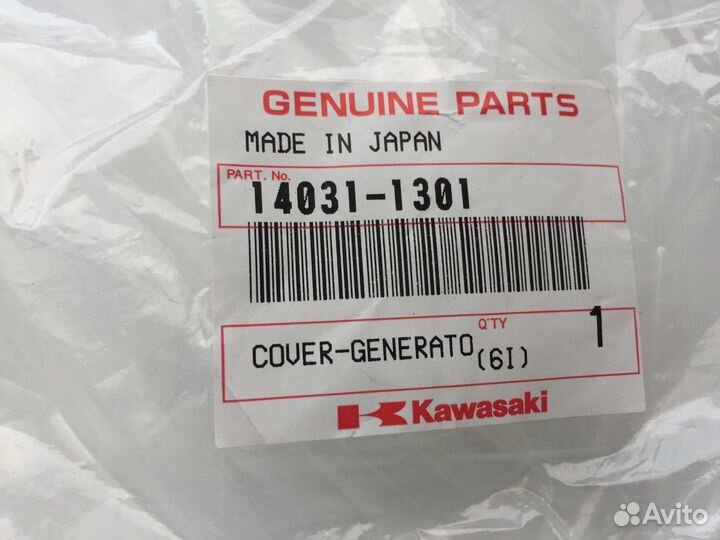 GENUINE PARTS
MADE IN JAPAN
PART. No.
14031-1301
Q'TY
COVER-GENERATO (6I) 1
Kawasaki
Avito